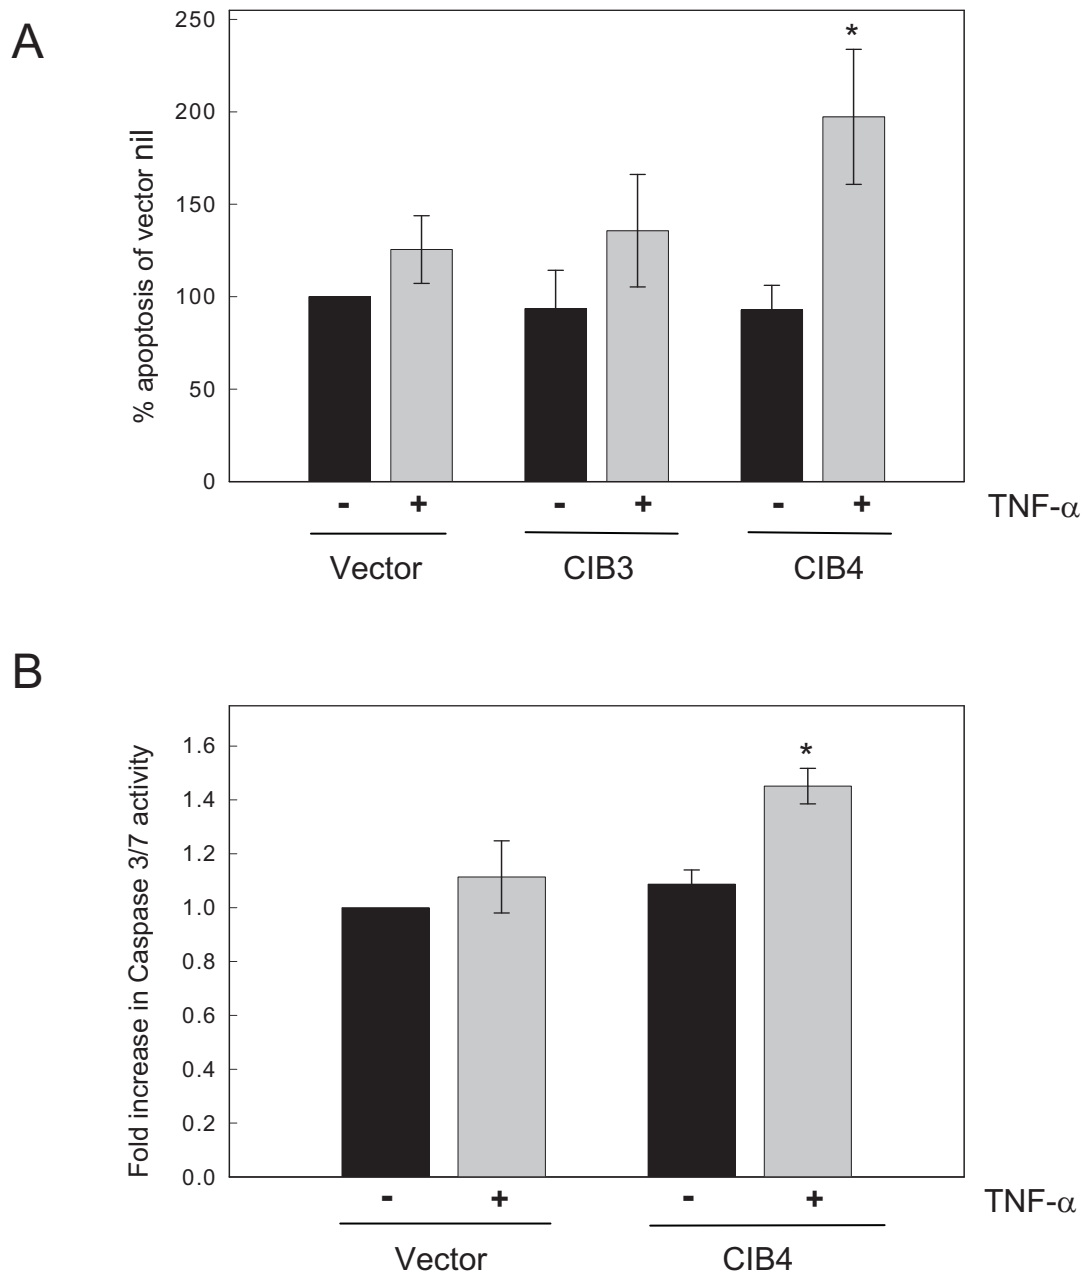 A
% apoptosis of vector nil
250
*
200
150
100
50
0
- + - + - + TNF-α
Vector CIB3 CIB4
B
Fold increase in Caspase 3/7 activity
1.6
*
1.4
1.2
1.0
0.8
0.6
0.4
0.2
0.0
- + - + TNF-α
Vector CIB4